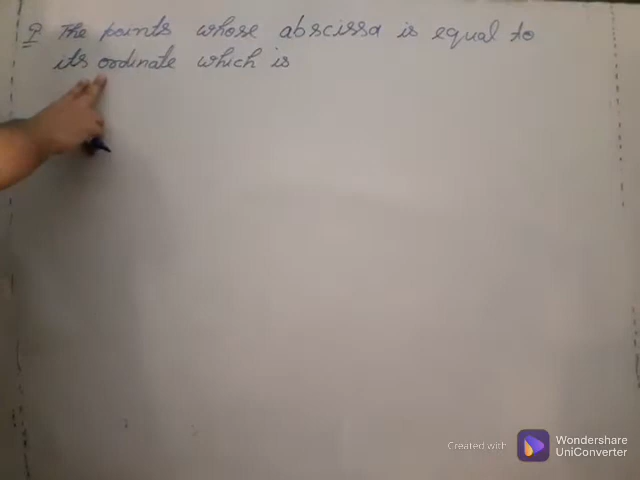 Q The points whose abscissa is equal to
its ordinate which is
Created with Wondershare
UniConverter